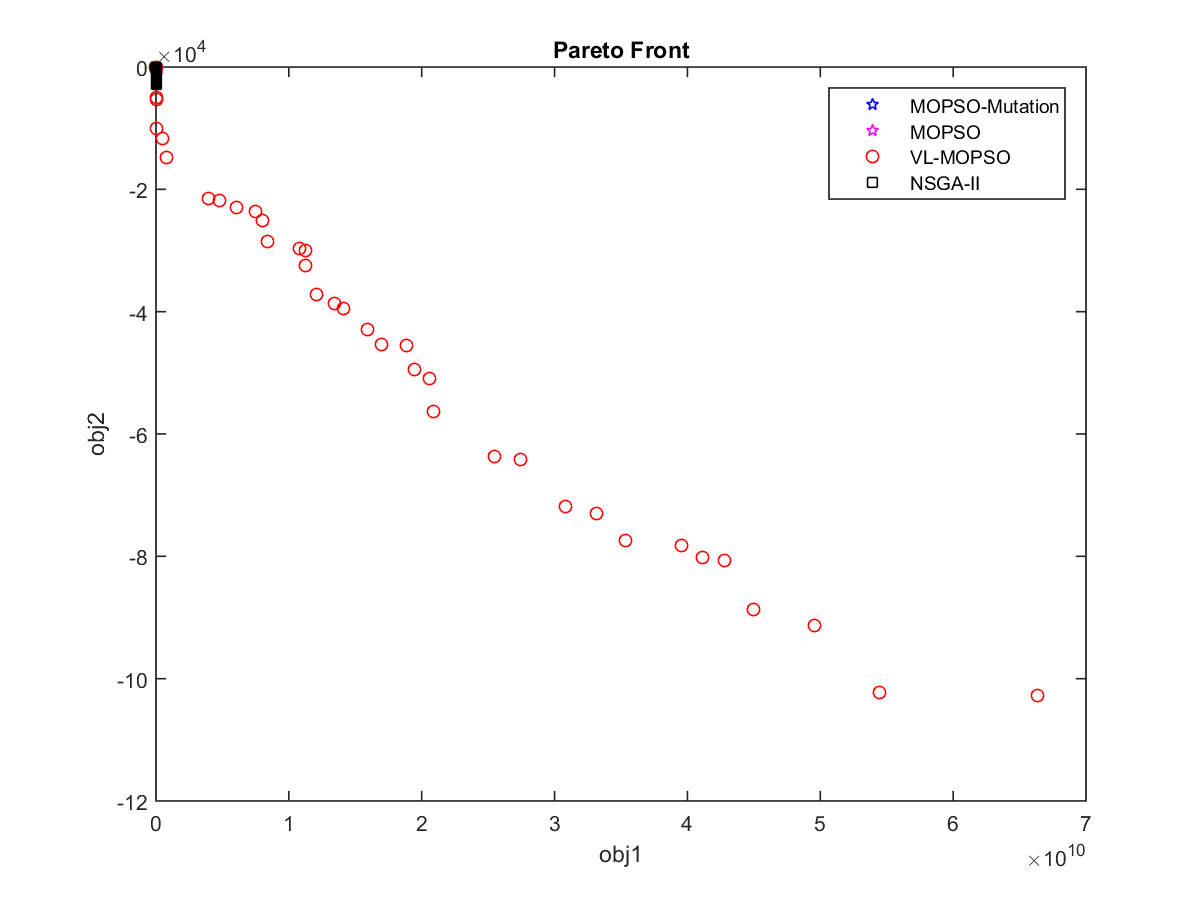 Pareto Front
×10^4
0
-2
-4
-6
-8
-10
-12
obj2
MOPSO-Mutation
MOPSO
VL-MOPSO
NSGA-II
0 1 2 3 4 5 6 7
obj1
×10^10